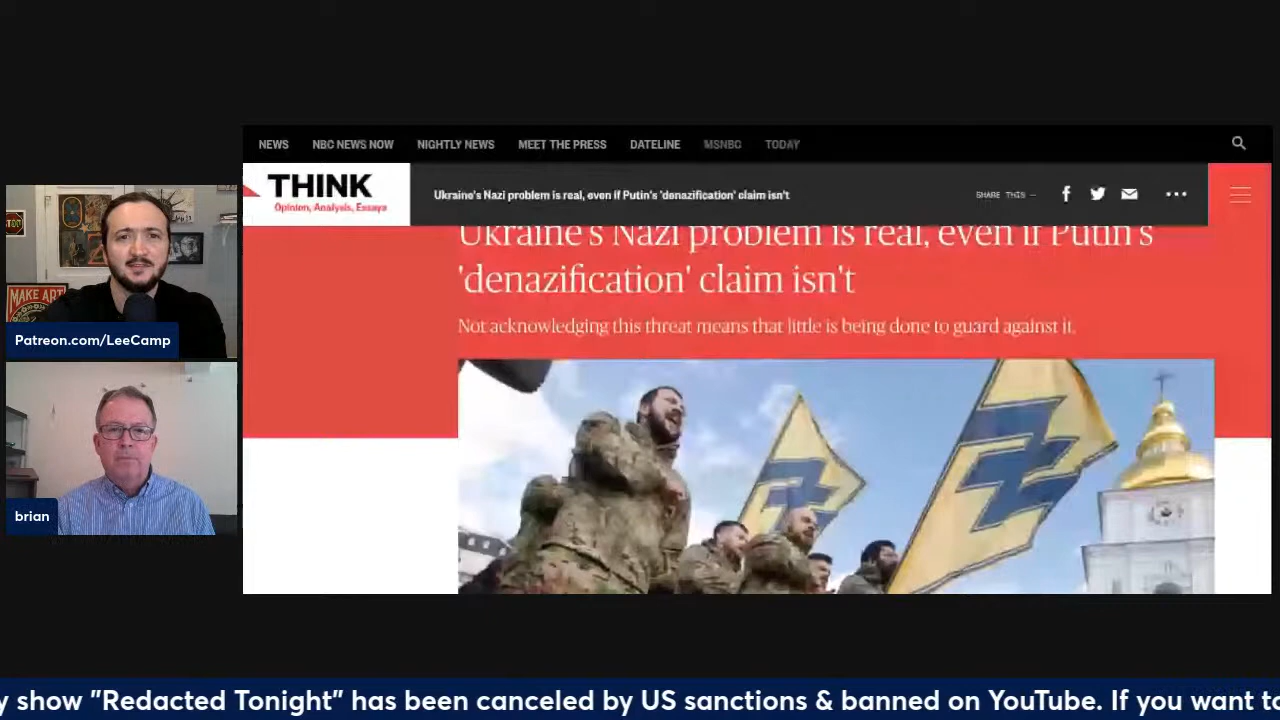 NEWS NBC NEWS NOW NIGHTLY NEWS MEET THE PRESS DATELINE MSNBC TODAY
THINK
Opinion, Analysis, Essays
Ukraine's Nazi problem is real, even if Putin's 'denazification' claim isn't
SHARE THIS —
Ukraine's Nazi problem is real, even if Putin's
'denazification' claim isn't
Not acknowledging this threat means that little is being done to guard against it.
MAKE ART
Patreon.com/LeeCamp
brian
y show "Redacted Tonight" has been canceled by US sanctions & banned on YouTube. If you want to